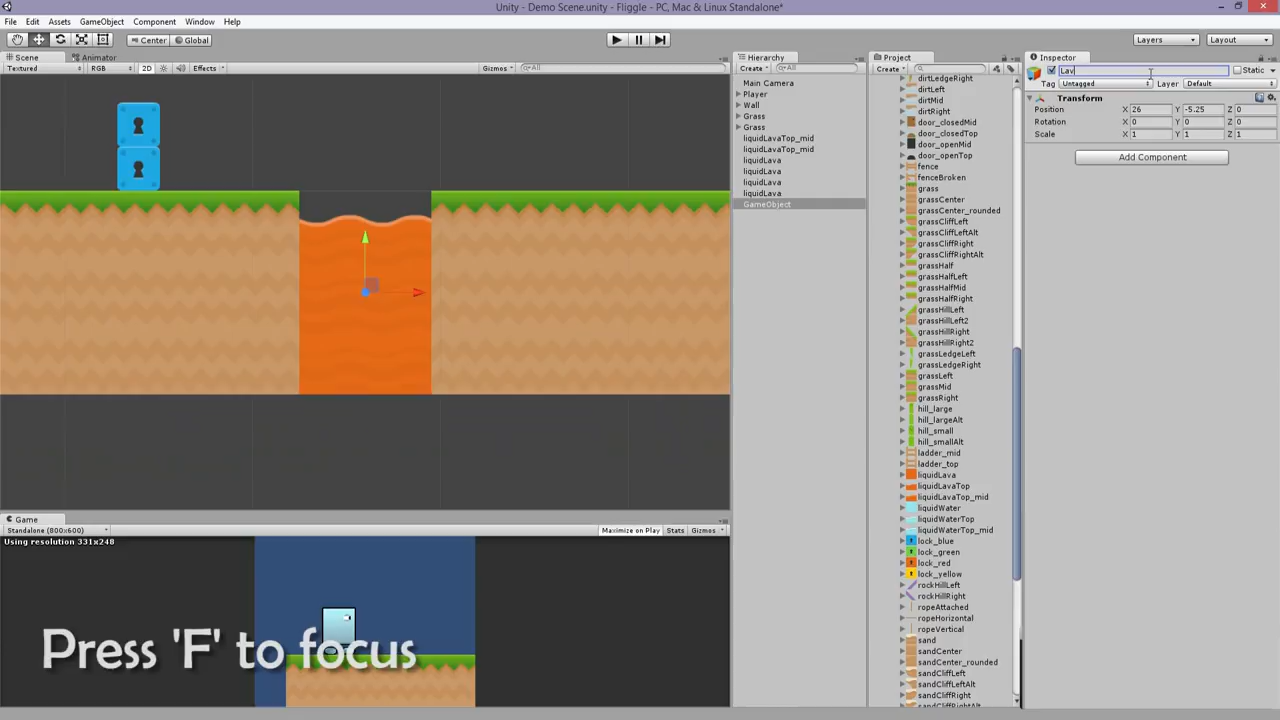 Unity - Demo Scene.unity - Fliggle - PC, Mac & Linux Standalone*
File Edit Assets GameObject Component Window Help
Center Global Layers Layout
Scene Animator
Textured RGB 2D Effects Gizmos All
Hierarchy
Create All
Main Camera
Player
Wall
Grass
Grass
liquidLavaTop_mid
liquidLavaTop_mid
liquidLava
liquidLava
liquidLava
liquidLava
GameObject
Project
Create
dirtLedgeRight
dirtLeft
dirtMid
dirtRight
door_closedMid
door_closedTop
door_openMid
door_openTop
fence
fenceBroken
grass
grassCenter
grassCenter_rounded
grassCliffLeft
grassCliffLeftAlt
grassCliffRight
grassCliffRightAlt
grassHalf
grassHalfLeft
grassHalfMid
grassHalfRight
grassHillLeft
grassHillLeft2
grassHillRight
grassHillRight2
grassLedgeLeft
grassLedgeRight
grassLeft
grassMid
grassRight
hill_large
hill_largeAlt
hill_small
hill_smallAlt
ladder_mid
ladder_top
liquidLava
liquidLavaTop
liquidLavaTop_mid
liquidWater
liquidWaterTop
liquidWaterTop_mid
lock_blue
lock_green
lock_red
lock_yellow
rockHillLeft
rockHillRight
ropeAttached
ropeHorizontal
ropeVertical
sand
sandCenter
sandCenter_rounded
sandCliffLeft
sandCliffLeftAlt
sandCliffRight
sandCliffRightAlt
Inspector
Lav Static
Tag Untagged Layer Default
Transform
Position X 26 Y -5.25 Z 0
Rotation X 0 Y 0 Z 0
Scale X 1 Y 1 Z 1
Add Component
Game
Standalone (800x600) Maximize on Play Stats Gizmos
Using resolution 331x248
Press 'F' to focus